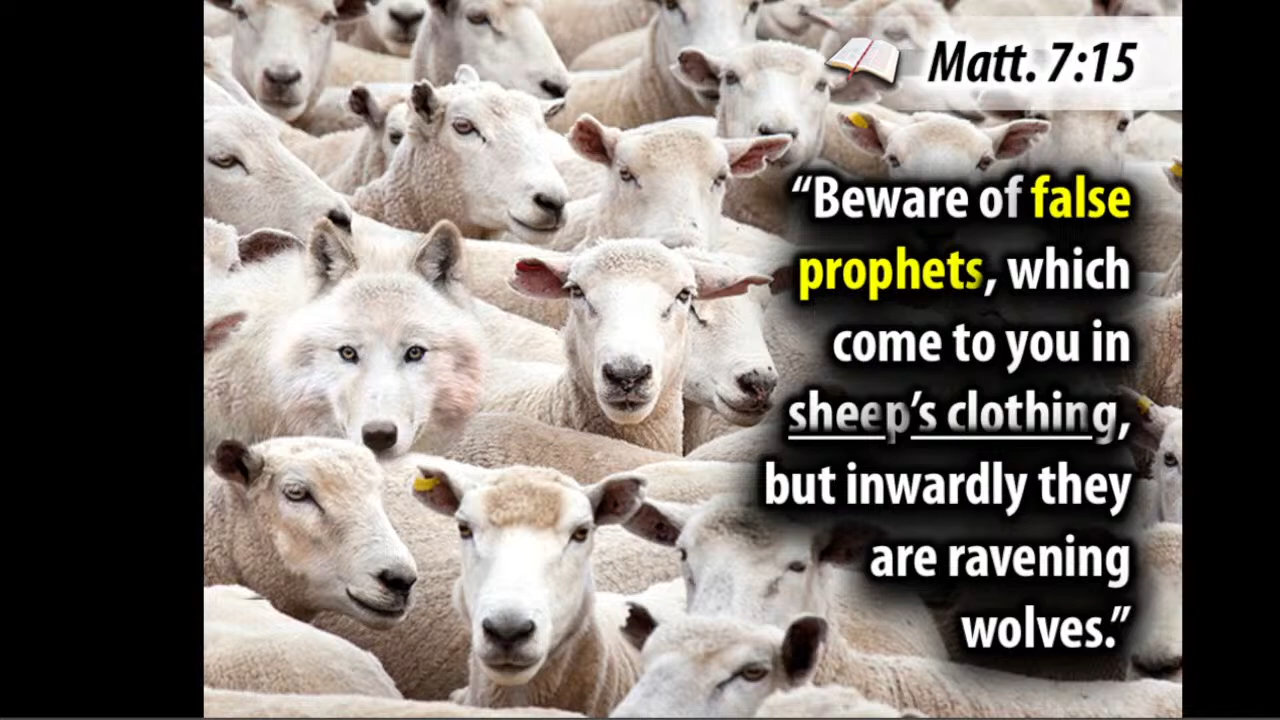 Matt. 7:15
“Beware of false
prophets, which
come to you in
sheep’s clothing,
but inwardly they
are ravening
wolves.”